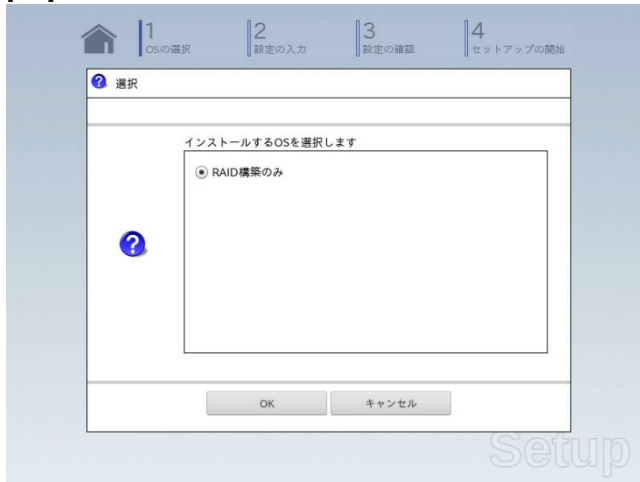 1
OSの選択
2
設定の入力
3
設定の確認
4
セットアップの開始
選択
インストールするOSを選択します
RAID構築のみ
OK
キャンセル
Setup